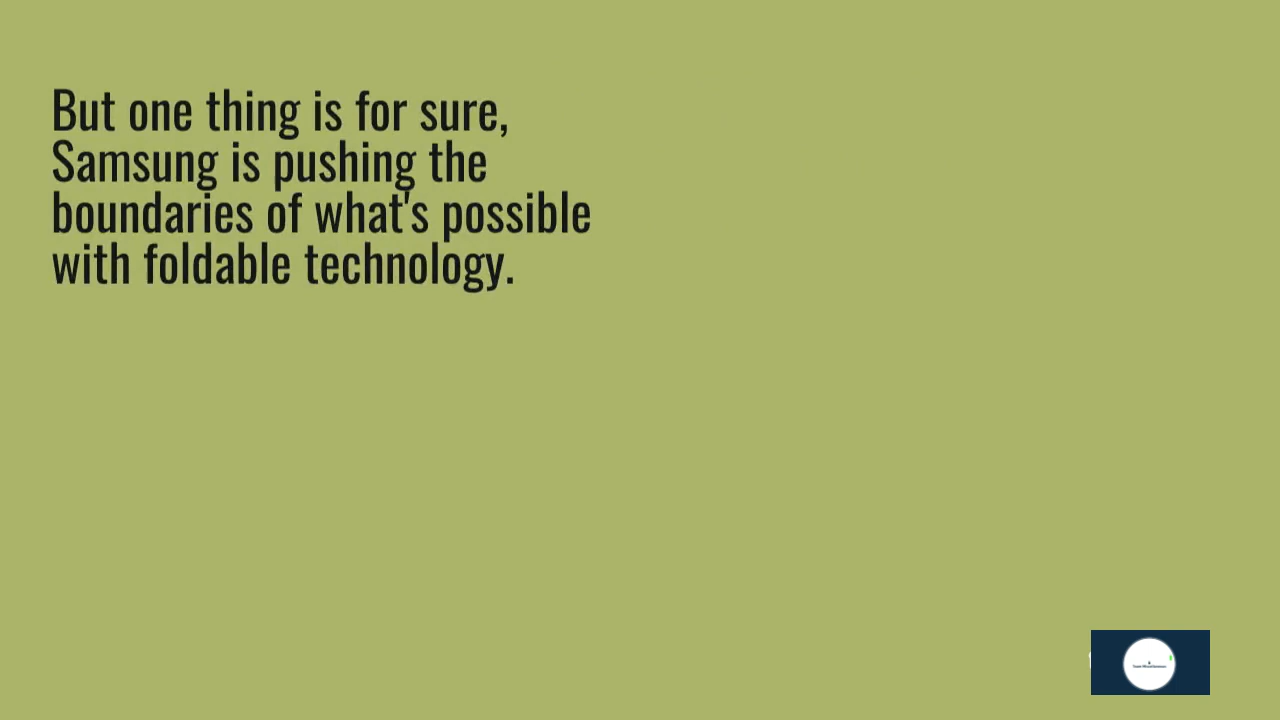 But one thing is for sure,
Samsung is pushing the
boundaries of what's possible
with foldable technology.